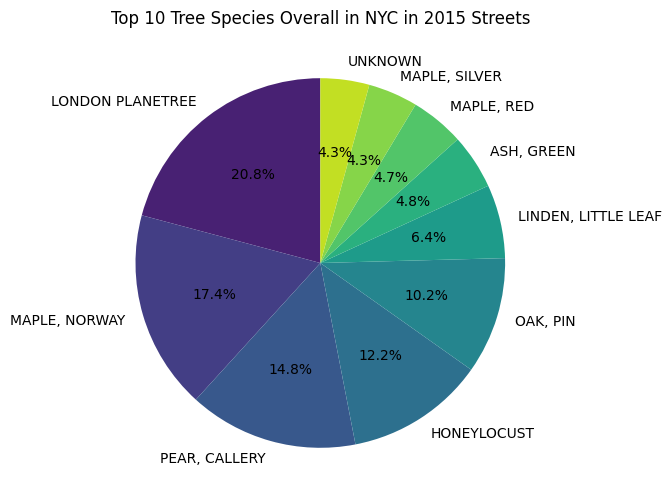 Top 10 Tree Species Overall in NYC in 2015 Streets
UNKNOWN
MAPLE, SILVER
LONDON PLANETREE
MAPLE, RED
ASH, GREEN
4.3%
4.3%
20.8%
4.7%
4.8%
LINDEN, LITTLE LEAF
6.4%
17.4%
10.2%
MAPLE, NORWAY
OAK, PIN
12.2%
14.8%
HONEYLOCUST
PEAR, CALLERY